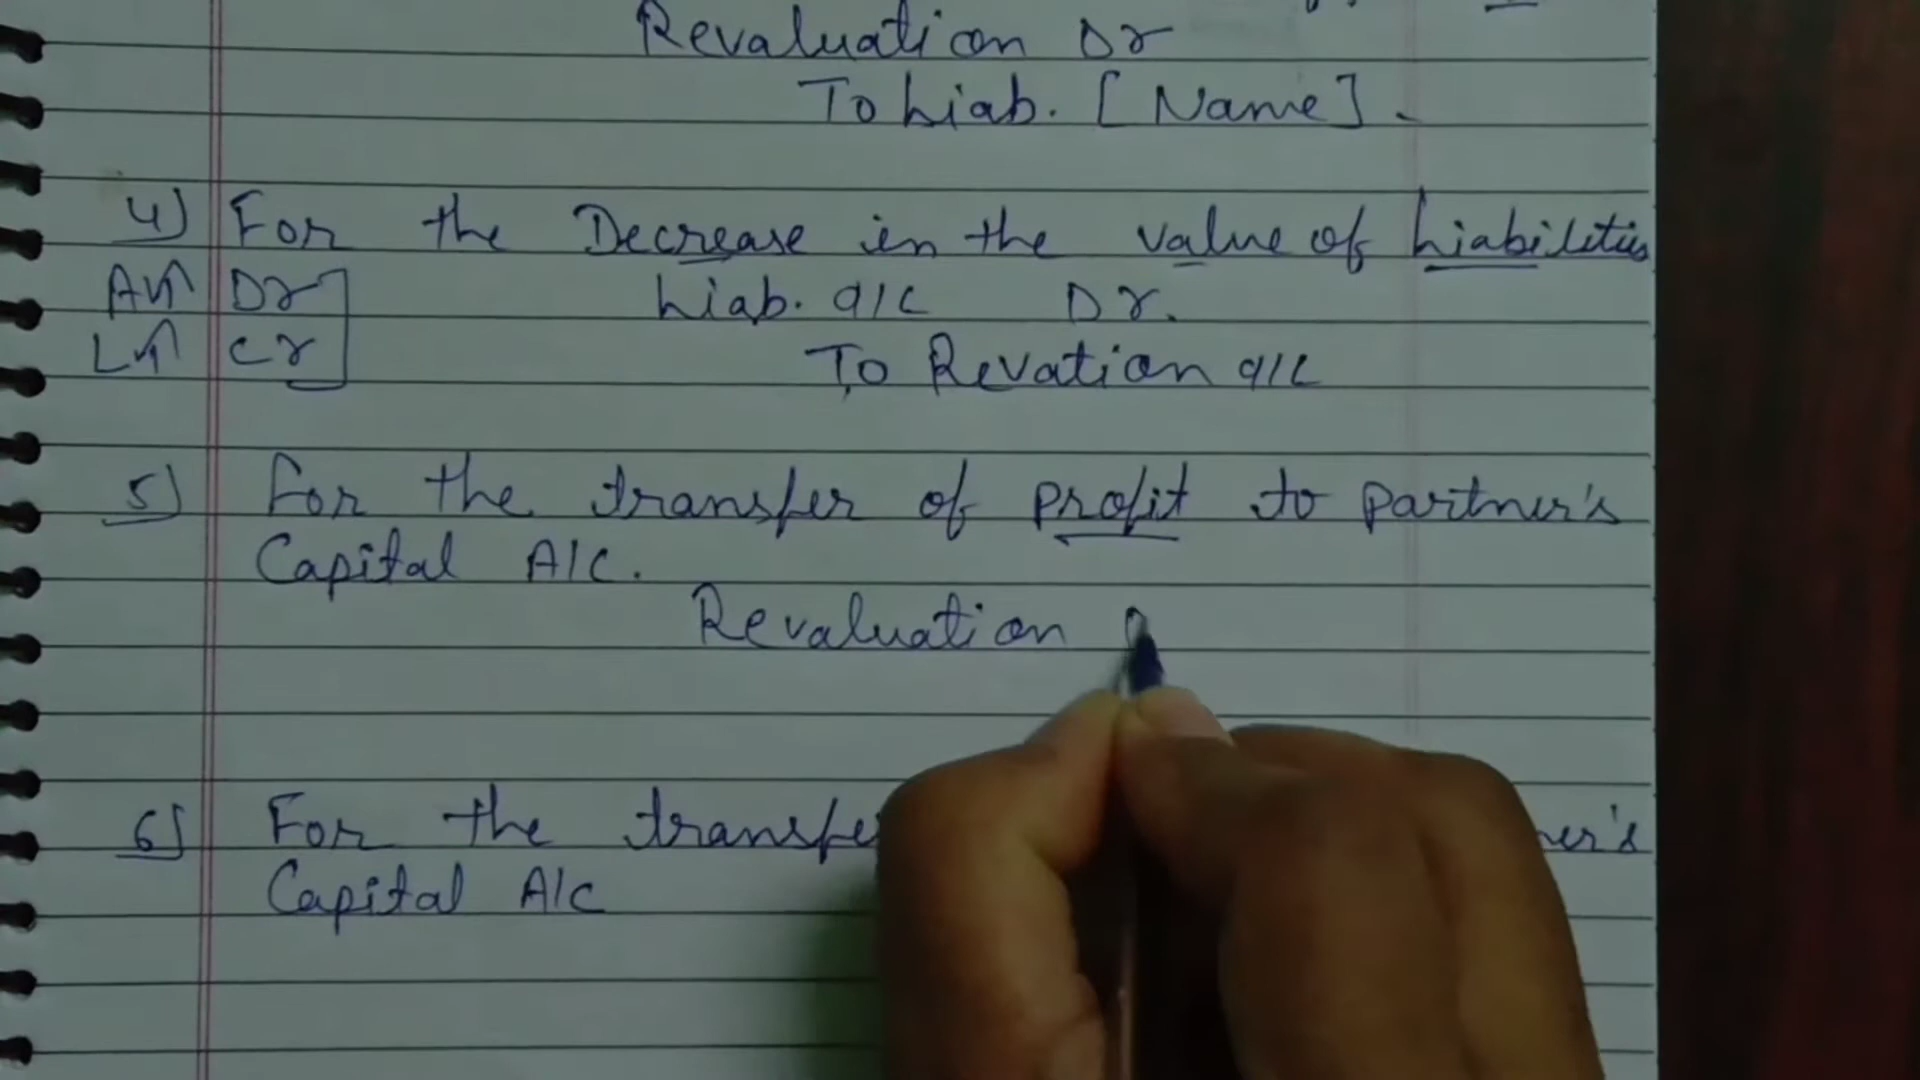 Revaluation Dr
To Liab. [Name].
4) For the Decrease in the value of Liabilities
A↑ Dr Liab. a/c Dr.
L↑ Cr To Revation a/c
5) For the transfer of profit to Partner's
Capital A/C.
Revaluation
6) For the transfer
Capital A/C